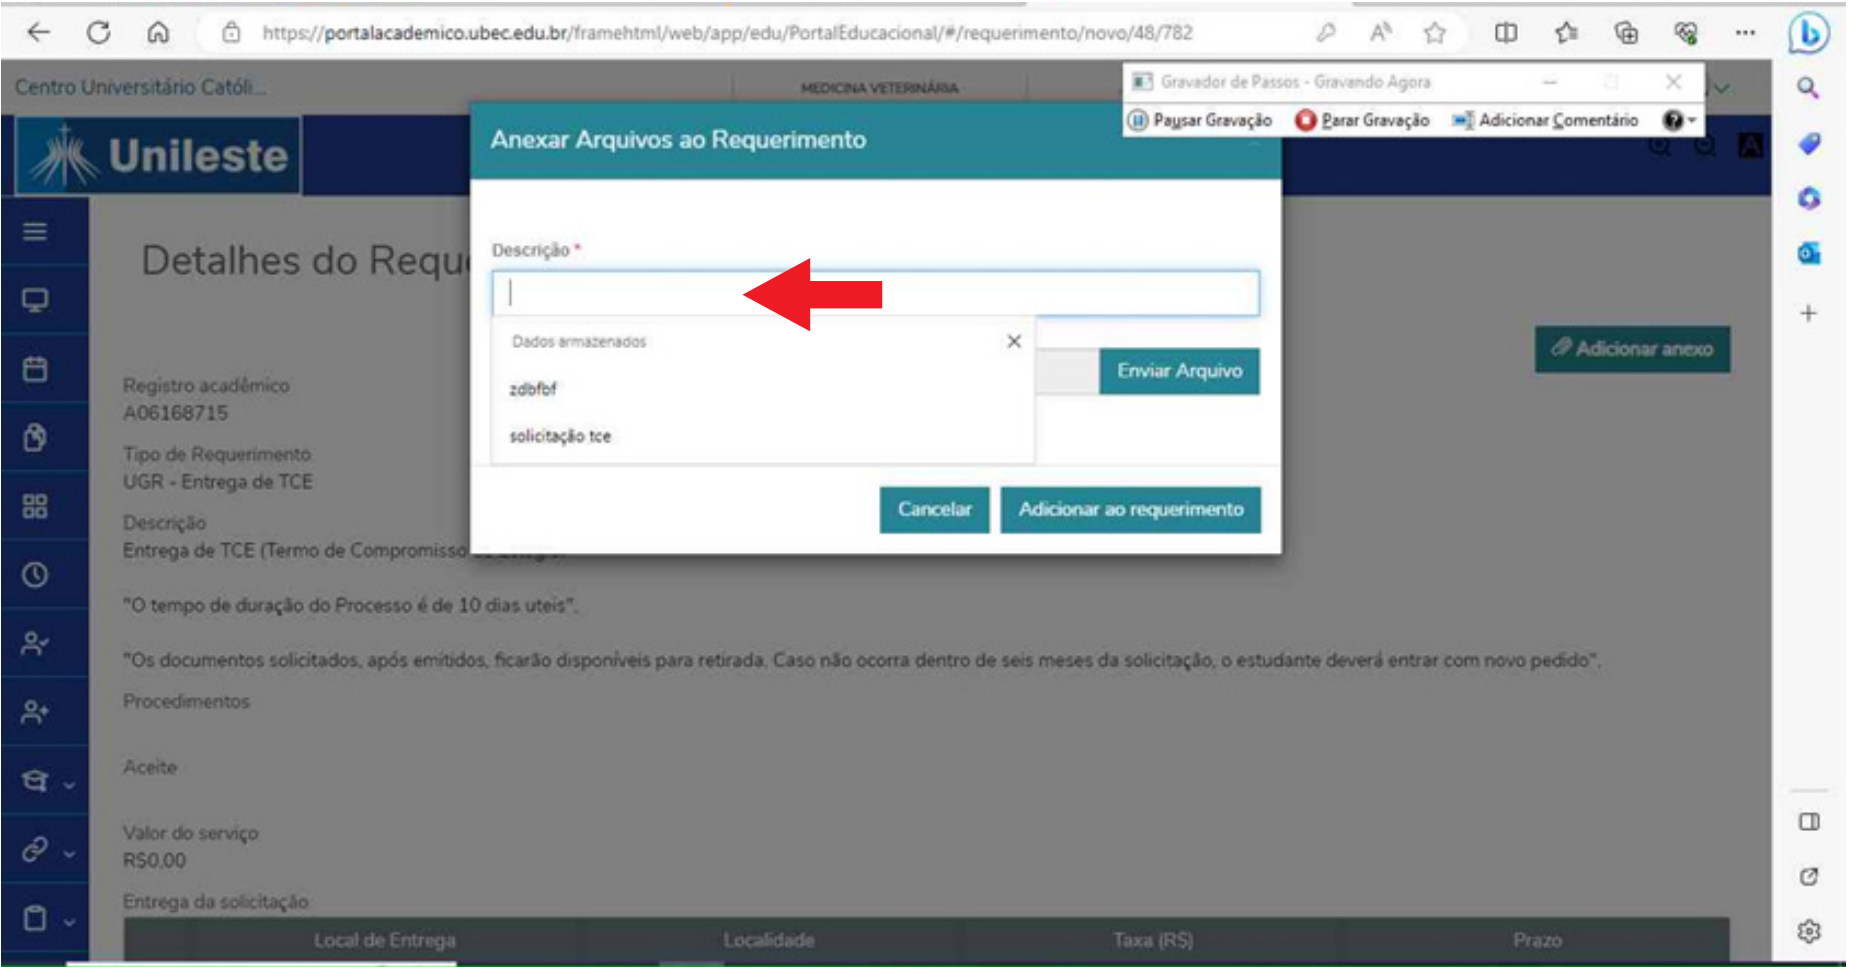 https://portalacademico.ubec.edu.br/framehtml/web/app/edu/PortalEducacional/#/requerimento/novo/48/782
Centro Universitário Católi...
MEDICINA VETERINÁRIA
Gravador de Passos - Gravando Agora
Pausar Gravação
Parar Gravação
Adicionar Comentário
Unileste
Anexar Arquivos ao Requerimento
Detalhes do Reque
Descrição *
Dados armazenados
zdbfbf
solicitação tce
Enviar Arquivo
Cancelar
Adicionar ao requerimento
Adicionar anexo
Registro acadêmico
A06168715
Tipo de Requerimento
UGR - Entrega de TCE
Descrição
Entrega de TCE (Termo de Compromisso
"O tempo de duração do Processo é de 10 dias uteis".
"Os documentos solicitados, após emitidos, ficarão disponíveis para retirada. Caso não ocorra dentro de seis meses da solicitação, o estudante deverá entrar com novo pedido".
Procedimentos
Aceite
Valor do serviço
R$0,00
Entrega da solicitação
Local de Entrega
Localidade
Taxa (R$)
Prazo